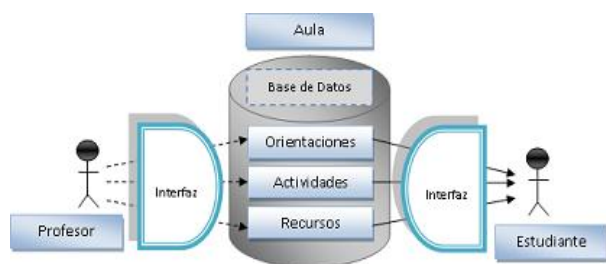 Aula
Base de Datos
Orientaciones
Interfaz
Actividades
Interfaz
Recursos
Profesor
Estudiante